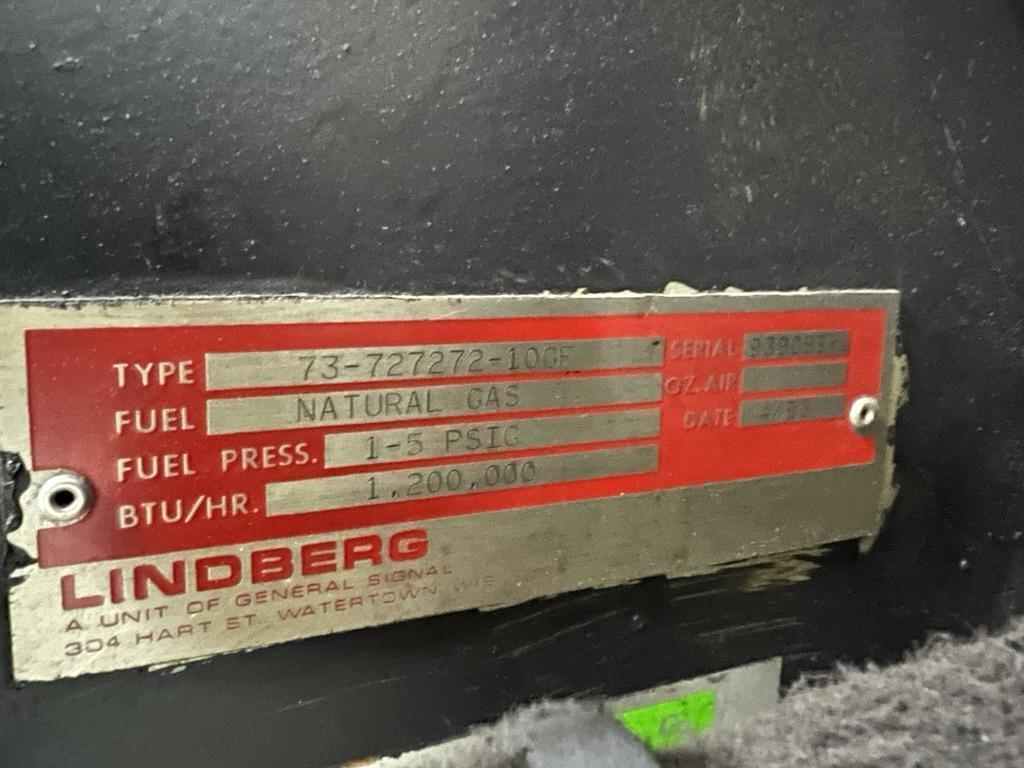 TYPE 73-727272-10GF
SERIAL
FUEL NATURAL GAS
OZ. AIR
FUEL PRESS. 1-5 PSIG
DATE
BTU/HR. 1,200,000
LINDBERG
A UNIT OF GENERAL SIGNAL
304 HART ST. WATERTOWN, WIS